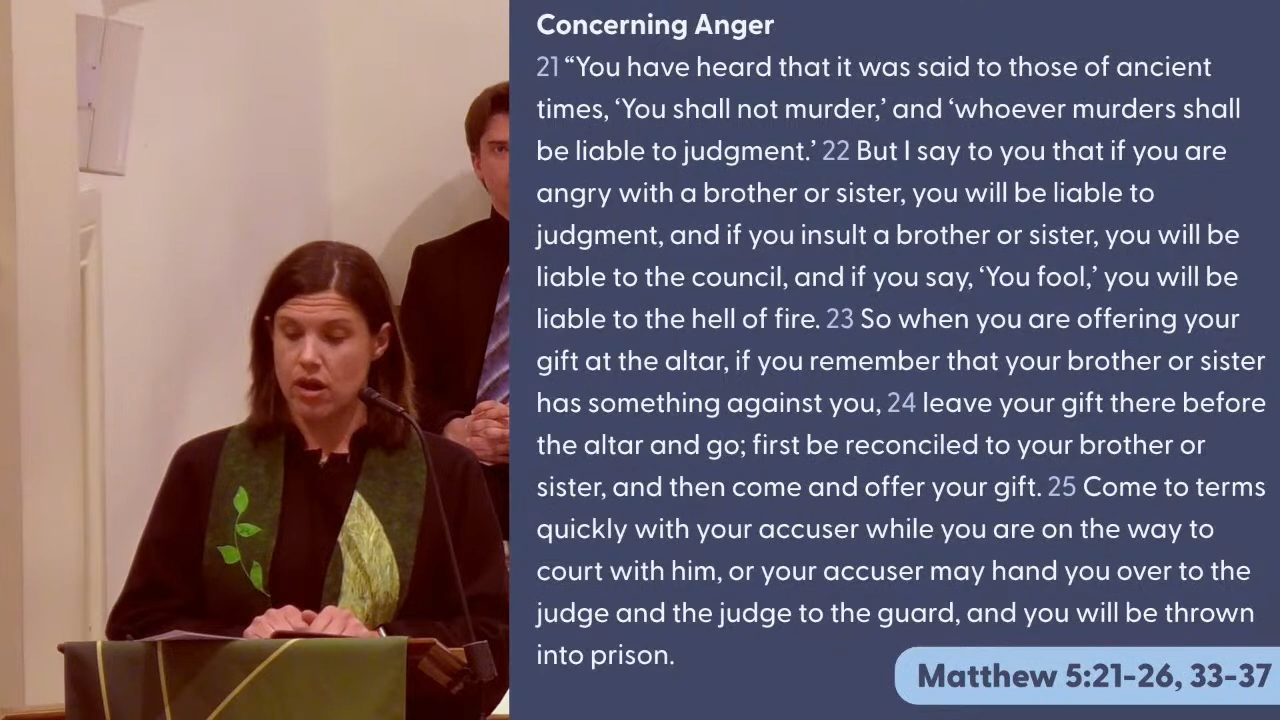 Concerning Anger
21 “You have heard that it was said to those of ancient
times, ‘You shall not murder,’ and ‘whoever murders shall
be liable to judgment.’ 22 But I say to you that if you are
angry with a brother or sister, you will be liable to
judgment, and if you insult a brother or sister, you will be
liable to the council, and if you say, ‘You fool,’ you will be
liable to the hell of fire. 23 So when you are offering your
gift at the altar, if you remember that your brother or sister
has something against you, 24 leave your gift there before
the altar and go; first be reconciled to your brother or
sister, and then come and offer your gift. 25 Come to terms
quickly with your accuser while you are on the way to
court with him, or your accuser may hand you over to the
judge and the judge to the guard, and you will be thrown
into prison.
Matthew 5:21-26, 33-37